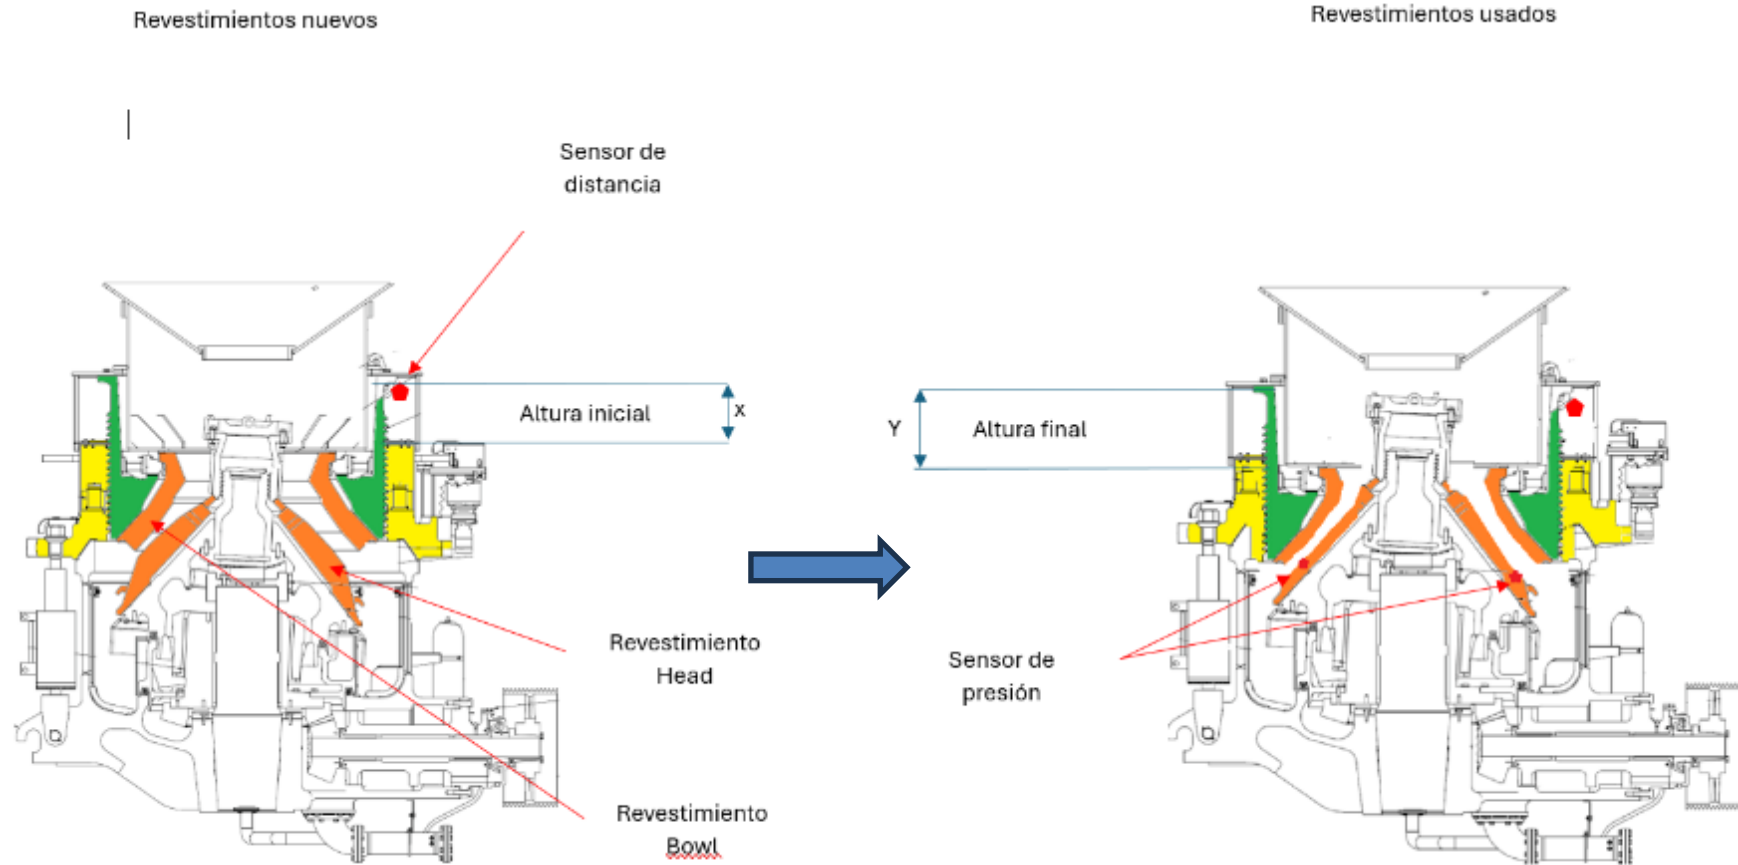 Revestimientos nuevos
Revestimientos usados
Sensor de
distancia
Altura inicial
x
Y
Altura final
Revestimiento
Head
Sensor de
presión
Revestimiento
Bowl